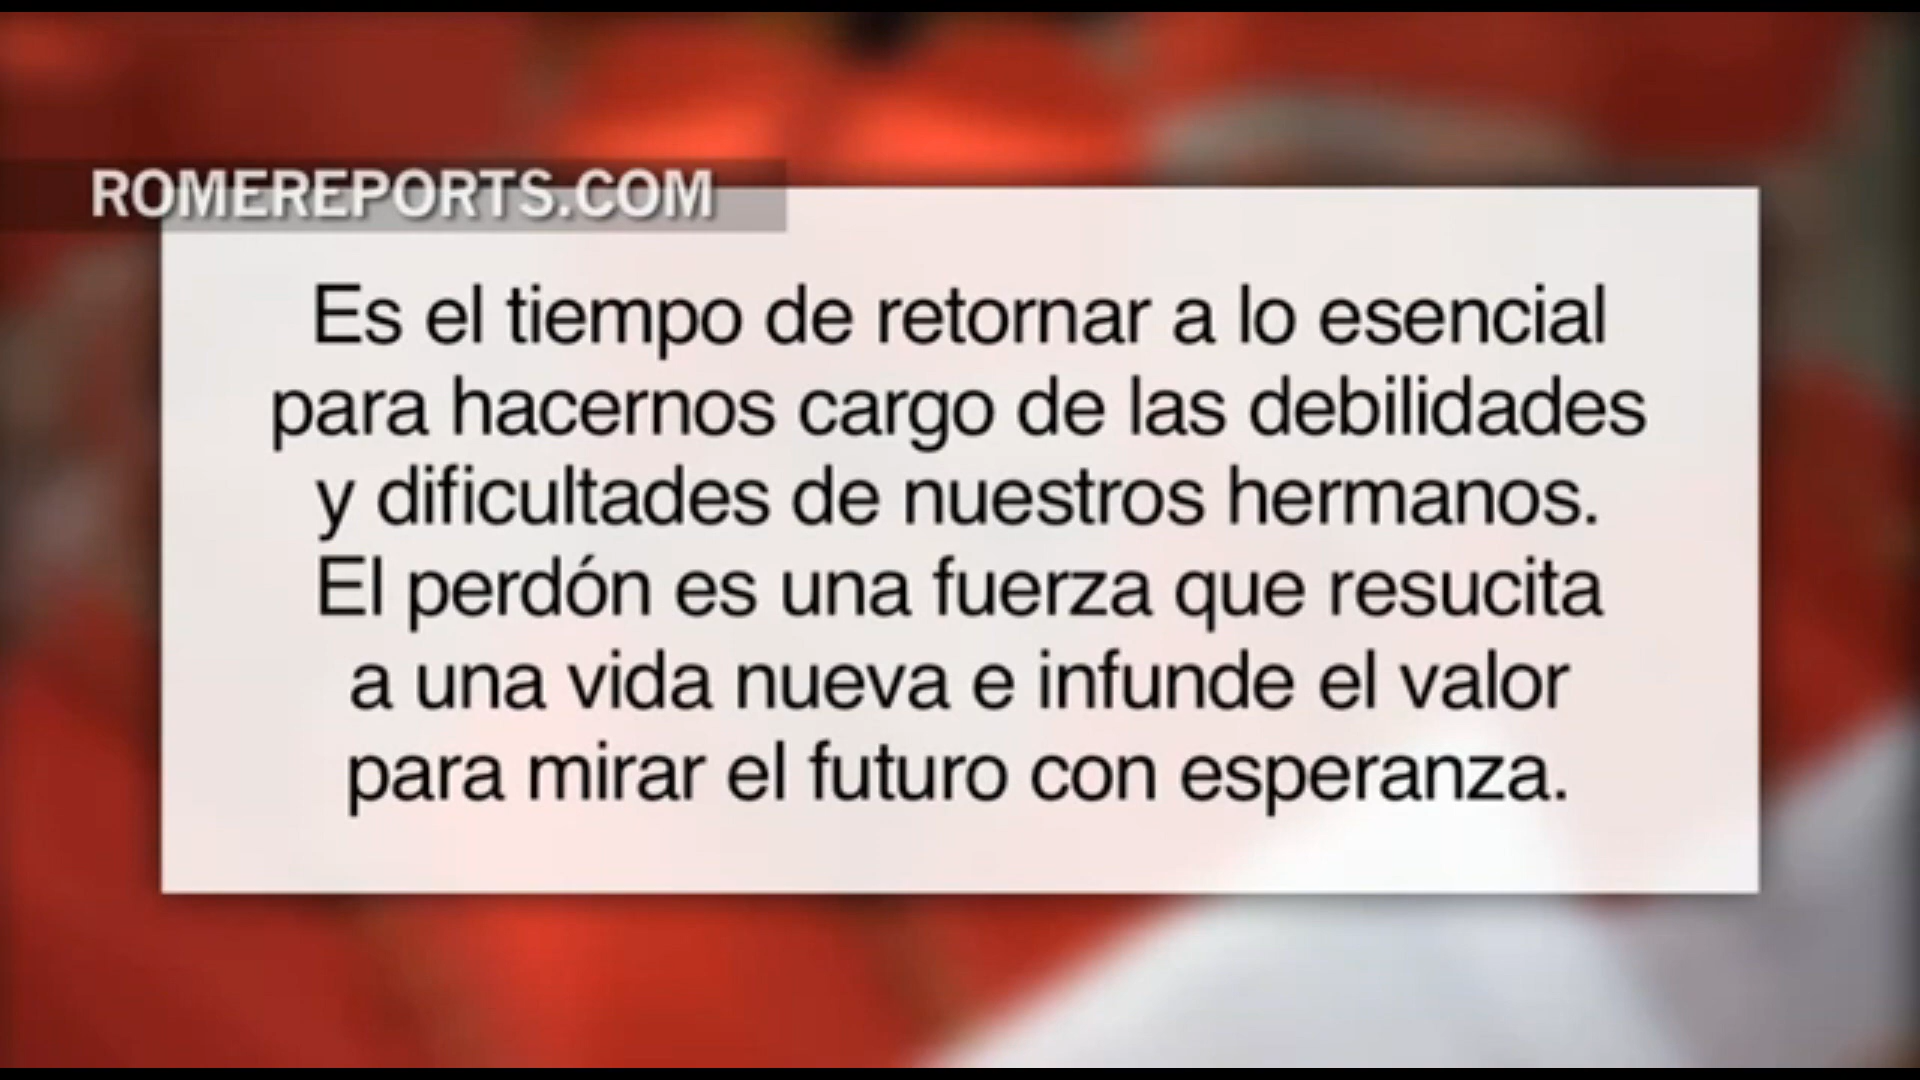 ROMEREPORTS.COM
Es el tiempo de retornar a lo esencial
para hacernos cargo de las debilidades
y dificultades de nuestros hermanos.
El perdón es una fuerza que resucita
a una vida nueva e infunde el valor
para mirar el futuro con esperanza.